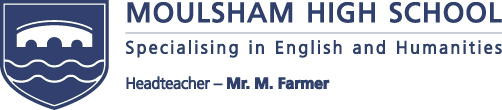 MOULSHAM HIGH SCHOOL
Specialising in English and Humanities
Headteacher – Mr. M. Farmer